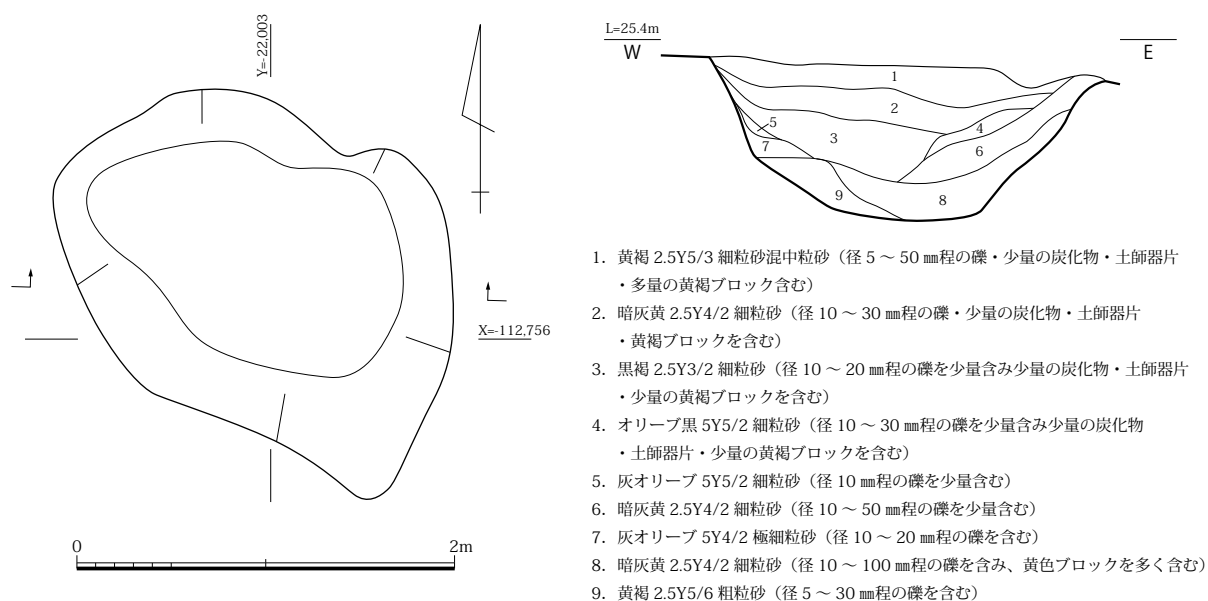 Y=-22,003
X=-112,756
0 2m
L=25.4m
W E
1
2
3
4
5
6
7
8
9
1. 黄褐 2.5Y5/3 細粒砂混中粒砂（径 5 ～ 50 ㎜程の礫・少量の炭化物・土師器片
・多量の黄褐ブロック含む）
2. 暗灰黄 2.5Y4/2 細粒砂（径 10 ～ 30 ㎜程の礫・少量の炭化物・土師器片
・黄褐ブロックを含む）
3. 黒褐 2.5Y3/2 細粒砂（径 10 ～ 20 ㎜程の礫を少量含み少量の炭化物・土師器片
・少量の黄褐ブロックを含む）
4. オリーブ黒 5Y5/2 細粒砂（径 10 ～ 30 ㎜程の礫を少量含み少量の炭化物
・土師器片・少量の黄褐ブロックを含む）
5. 灰オリーブ 5Y5/2 細粒砂（径 10 ㎜程の礫を少量含む）
6. 暗灰黄 2.5Y4/2 細粒砂（径 10 ～ 50 ㎜程の礫を少量含む）
7. 灰オリーブ 5Y4/2 極細粒砂（径 10 ～ 20 ㎜程の礫を含む）
8. 暗灰黄 2.5Y4/2 細粒砂（径 10 ～ 100 ㎜程の礫を含み、黄色ブロックを多く含む）
9. 黄褐 2.5Y5/6 粗粒砂（径 5 ～ 30 ㎜程の礫を含む）